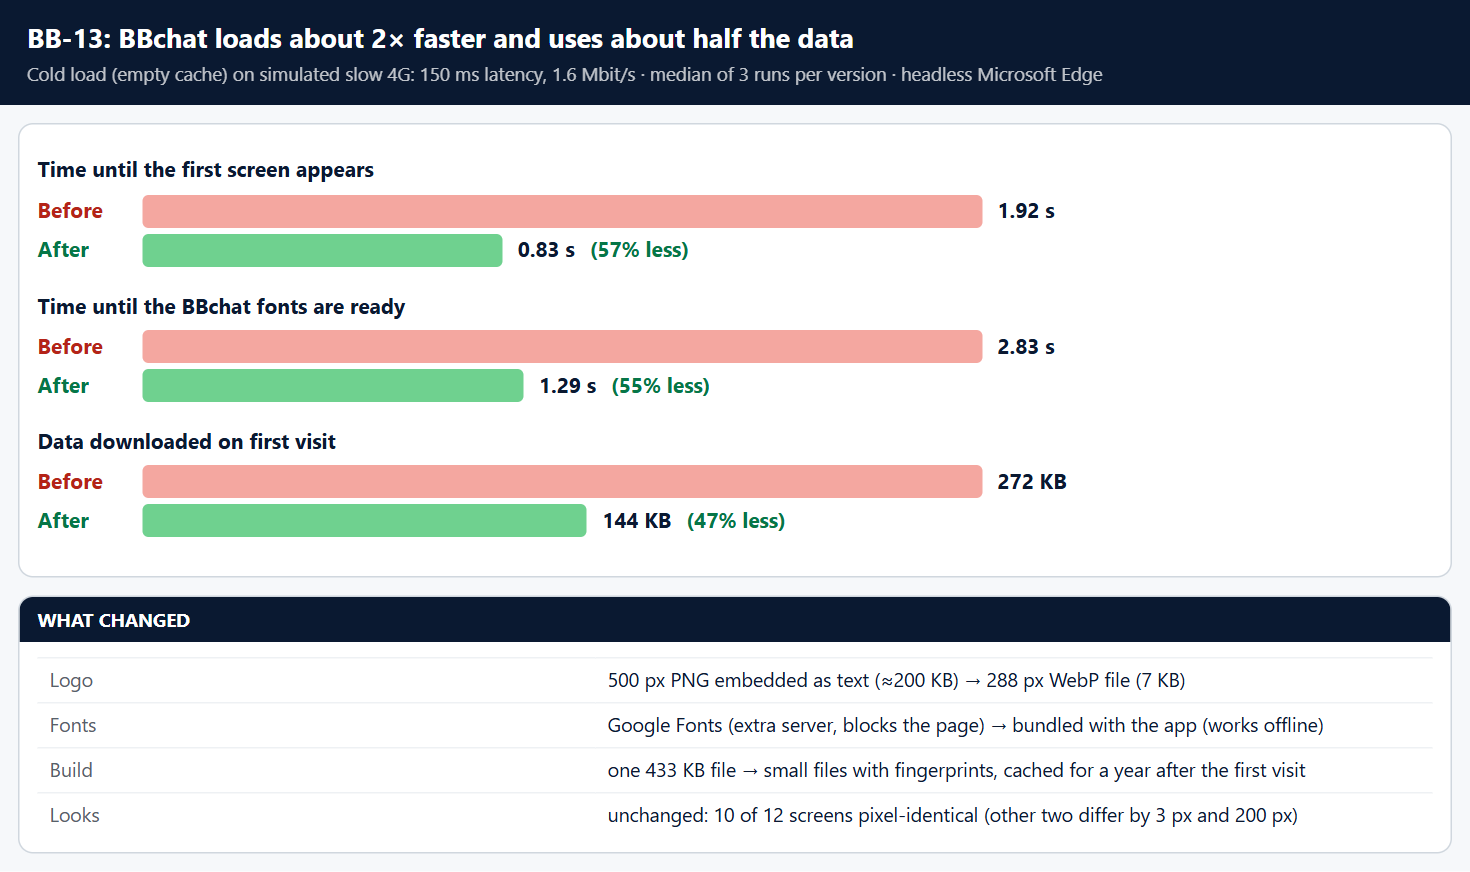 BB-13: BBchat loads about 2× faster and uses about half the data
Cold load (empty cache) on simulated slow 4G: 150 ms latency, 1.6 Mbit/s · median of 3 runs per version · headless Microsoft Edge
Time until the first screen appears
Before 1.92 s
After 0.83 s (57% less)
Time until the BBchat fonts are ready
Before 2.83 s
After 1.29 s (55% less)
Data downloaded on first visit
Before 272 KB
After 144 KB (47% less)
WHAT CHANGED
Logo 500 px PNG embedded as text (≈200 KB) → 288 px WebP file (7 KB)
Fonts Google Fonts (extra server, blocks the page) → bundled with the app (works offline)
Build one 433 KB file → small files with fingerprints, cached for a year after the first visit
Looks unchanged: 10 of 12 screens pixel-identical (other two differ by 3 px and 200 px)